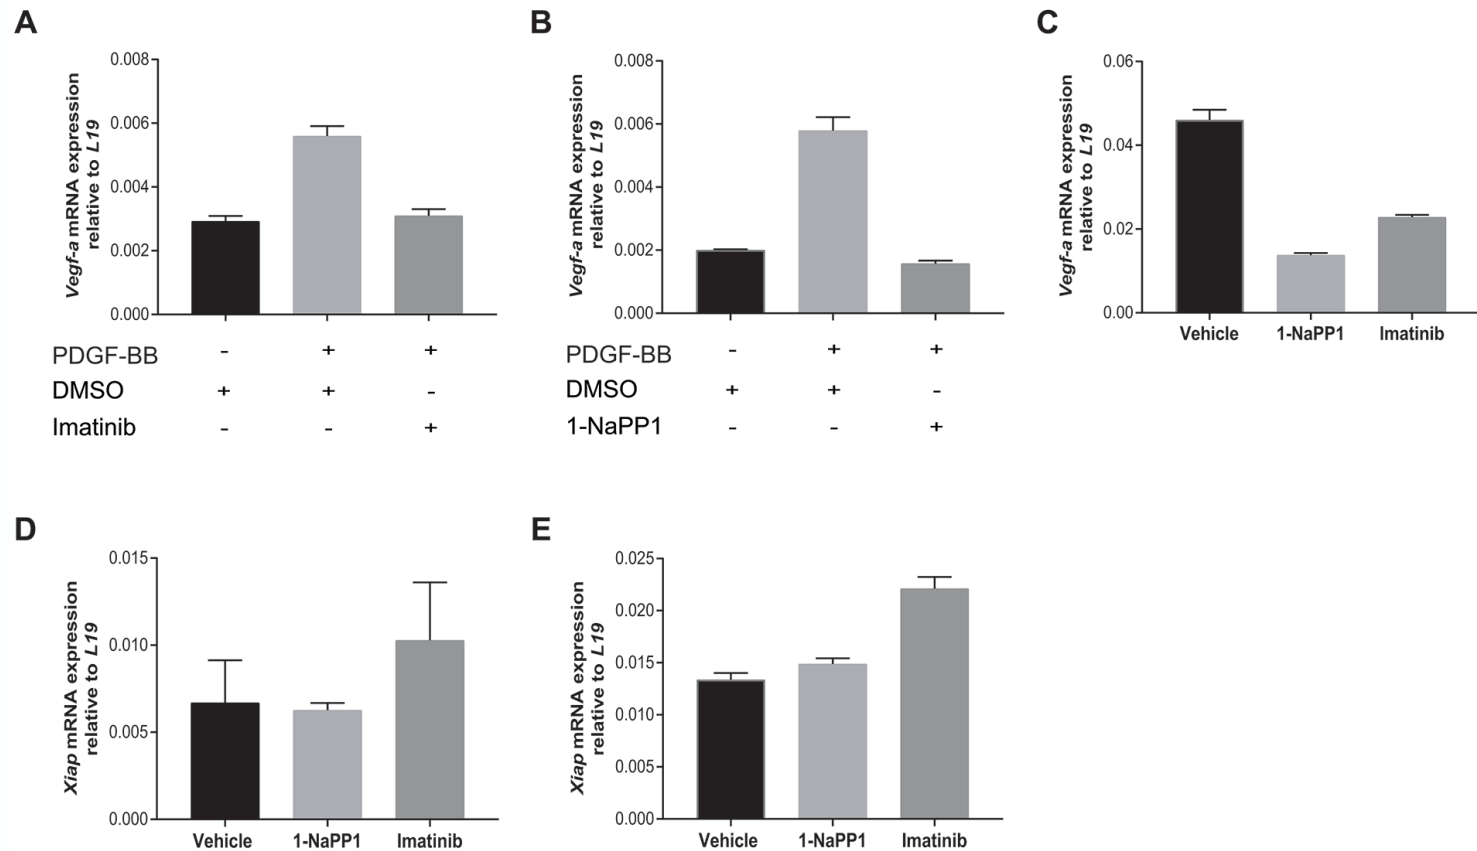 A
Vegf-a mRNA expression
relative to L19
0.008
0.006
0.004
0.002
0.000
PDGF-BB - + +
DMSO + + -
Imatinib - - +
B
Vegf-a mRNA expression
relative to L19
0.008
0.006
0.004
0.002
0.000
PDGF-BB - + +
DMSO + + -
1-NaPP1 - - +
C
Vegf-a mRNA expression
relative to L19
0.06
0.04
0.02
0.00
Vehicle 1-NaPP1 Imatinib
D
Xiap mRNA expression
relative to L19
0.015
0.010
0.005
0.000
Vehicle 1-NaPP1 Imatinib
E
Xiap mRNA expression
relative to L19
0.025
0.020
0.015
0.010
0.005
0.000
Vehicle 1-NaPP1 Imatinib